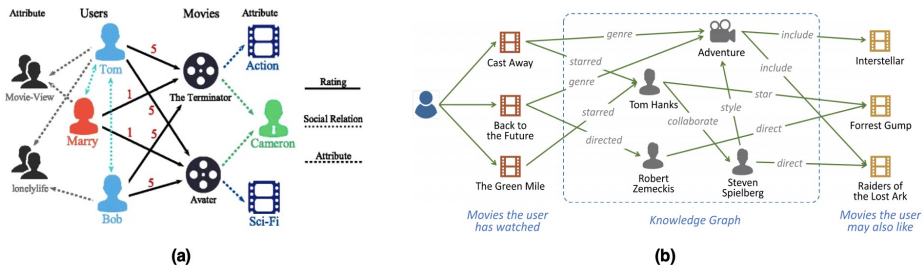 Attribute Users Movies Attribute
5
Tom
Action
Movie-View
The Terminator
1
5
Marry
5
1
Cameron
lonelylife
5
Avater
Bob
Sci-Fi
Rating
Social Relation
Attribute
(a)
Cast Away
Back to
the Future
The Green Mile
Movies the user
has watched
genre
starred
genre
starred
directed
Adventure
Tom Hanks
collaborate
style
Robert
Zemeckis
Steven
Spielberg
Knowledge Graph
include
include
star
direct
direct
Interstellar
Forrest Gump
Raiders of
the Lost Ark
Movies the user
may also like
(b)